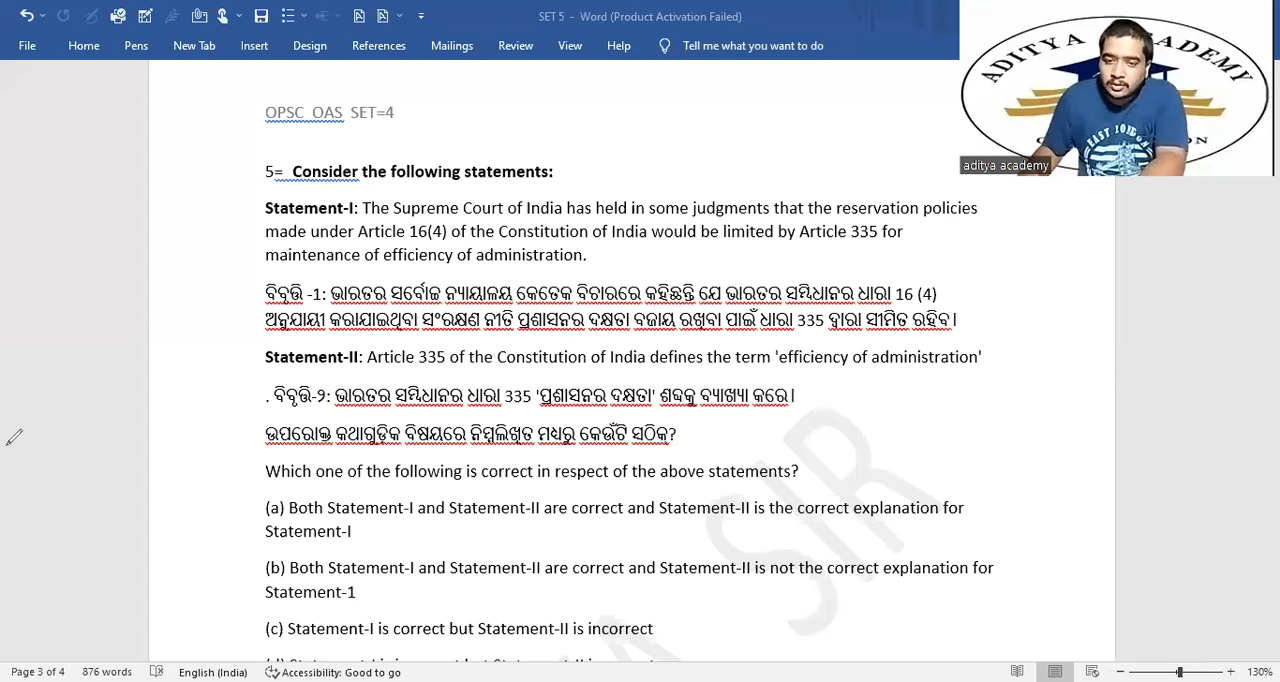 SET 5 - Word (Product Activation Failed)
File Home Pens New Tab Insert Design References Mailings Review View Help Tell me what you want to do
ADITYA ACADEMY
aditya academy
OPSC OAS SET=4
5= Consider the following statements:
Statement-I: The Supreme Court of India has held in some judgments that the reservation policies
made under Article 16(4) of the Constitution of India would be limited by Article 335 for
maintenance of efficiency of administration.
ବିବୃତ୍ତି -1: ଭାରତର ସର୍ବୋଚ୍ଚ ନ୍ୟାୟାଳୟ କେତେକ ବିଚାରରେ କହିଛନ୍ତି ଯେ ଭାରତର ସମ୍ବିଧାନର ଧାରା 16 (4)
ଅନୁଯାୟୀ କରାଯାଇଥିବା ସଂରକ୍ଷଣ ନୀତି ପ୍ରଶାସନର ଦକ୍ଷତା ବଜାୟ ରଖିବା ପାଇଁ ଧାରା 335 ଦ୍ୱାରା ସୀମିତ ରହିବ।
Statement-II: Article 335 of the Constitution of India defines the term 'efficiency of administration'
. ବିବୃତ୍ତି-୨: ଭାରତର ସମ୍ବିଧାନର ଧାରା 335 'ପ୍ରଶାସନର ଦକ୍ଷତା' ଶବ୍ଦକୁ ବ୍ୟାଖ୍ୟା କରେ।
ଉପରୋକ୍ତ କଥାଗୁଡ଼ିକ ବିଷୟରେ ନିମ୍ନଲିଖିତ ମଧ୍ୟରୁ କେଉଁଟି ସଠିକ?
Which one of the following is correct in respect of the above statements?
(a) Both Statement-I and Statement-II are correct and Statement-II is the correct explanation for
Statement-I
(b) Both Statement-I and Statement-II are correct and Statement-II is not the correct explanation for
Statement-1
(c) Statement-I is correct but Statement-II is incorrect
SIR
Page 3 of 4 876 words English (India) Accessibility: Good to go 130%